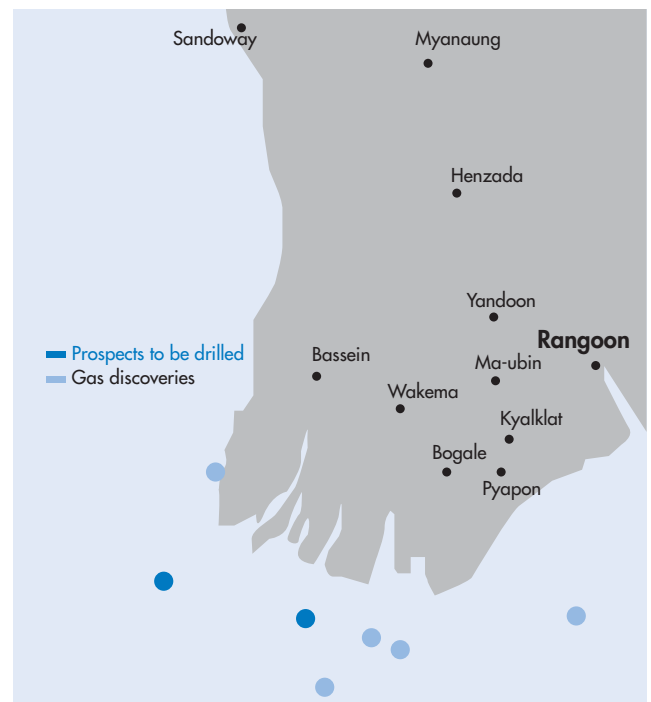 Sandoway
Myanaung
Henzada
Yandoon
Rangoon
Prospects to be drilled
Bassein
Ma-ubin
Gas discoveries
Wakema
Kyalklat
Bogale
Pyapon